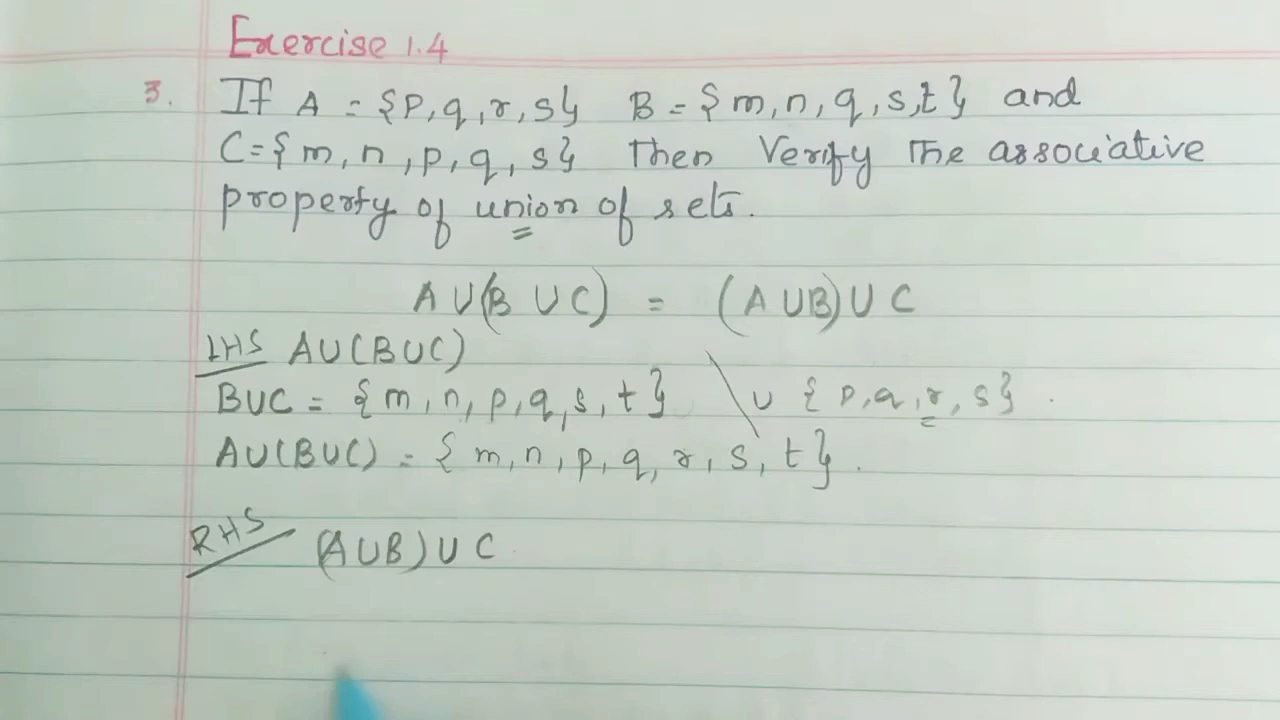 Exercise 1.4
3. If A = {p, q, r, s} B = {m, n, q, s, t} and
C = {m, n, p, q, s} Then Verify The associative
property of union of sets.
A∪(B ∪ C) = (A ∪B)∪ C
LHS A∪(B∪C)
B∪C = {m, n, p, q, s, t} \ ∪ {p, q, r, s} .
A∪(B∪C) = {m, n, p, q, r, s, t} .
RHS (A∪B)∪ C